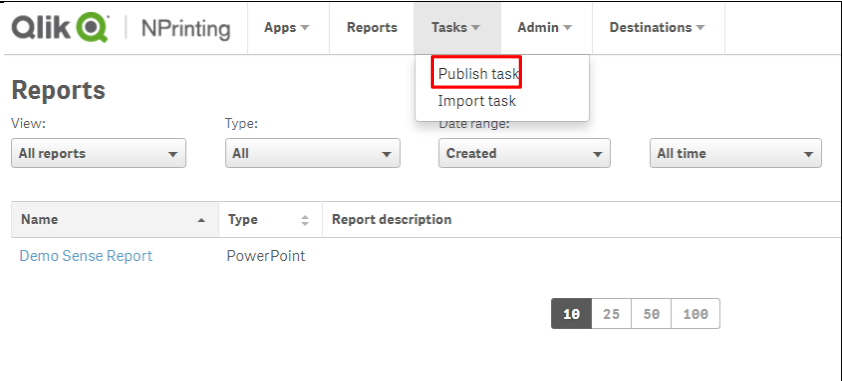 Qlik NPrinting Apps Reports Tasks Admin Destinations
Publish task
Import task
Reports
View: Type: Date range:
All reports All Created All time
Name Type Report description
Demo Sense Report PowerPoint
10 25 50 100